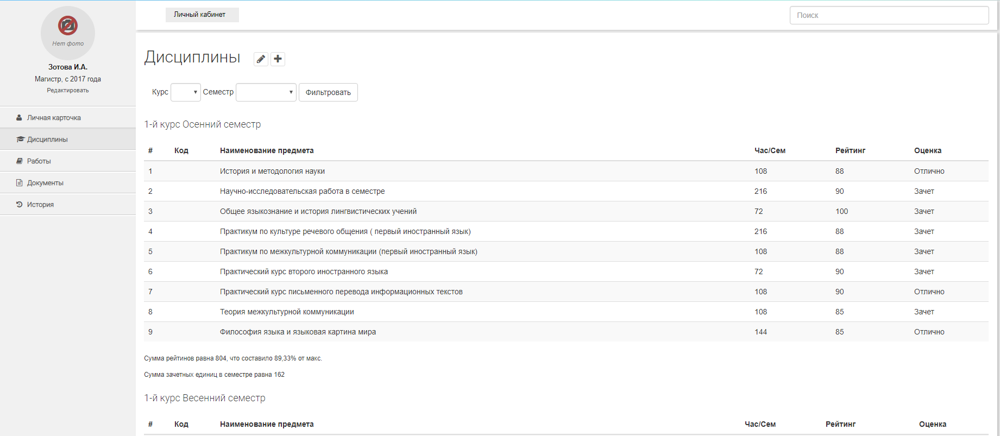 Личный кабинет
Поиск
Нет фото
Зотова И.А.
Магистр, с 2017 года
Редактировать
Личная карточка
Дисциплины
Работы
Документы
История
Дисциплины
Курс Семестр Фильтровать
1-й курс Осенний семестр
# Код Наименование предмета Час/Сем Рейтинг Оценка
1 История и методология науки 108 88 Отлично
2 Научно-исследовательская работа в семестре 216 90 Зачет
3 Общее языкознание и история лингвистических учений 72 100 Зачет
4 Практикум по культуре речевого общения ( первый иностранный язык) 216 88 Зачет
5 Практикум по межкультурной коммуникации (первый иностранный язык) 108 88 Зачет
6 Практический курс второго иностранного языка 72 90 Зачет
7 Практический курс письменного перевода информационных текстов 108 90 Отлично
8 Теория межкультурной коммуникации 108 85 Зачет
9 Философия языка и языковая картина мира 144 85 Отлично
Сумма рейтинов равна 804, что составило 89,33% от макс.
Сумма зачетных единиц в семестре равна 162
1-й курс Весенний семестр
# Код Наименование предмета Час/Сем Рейтинг Оценка